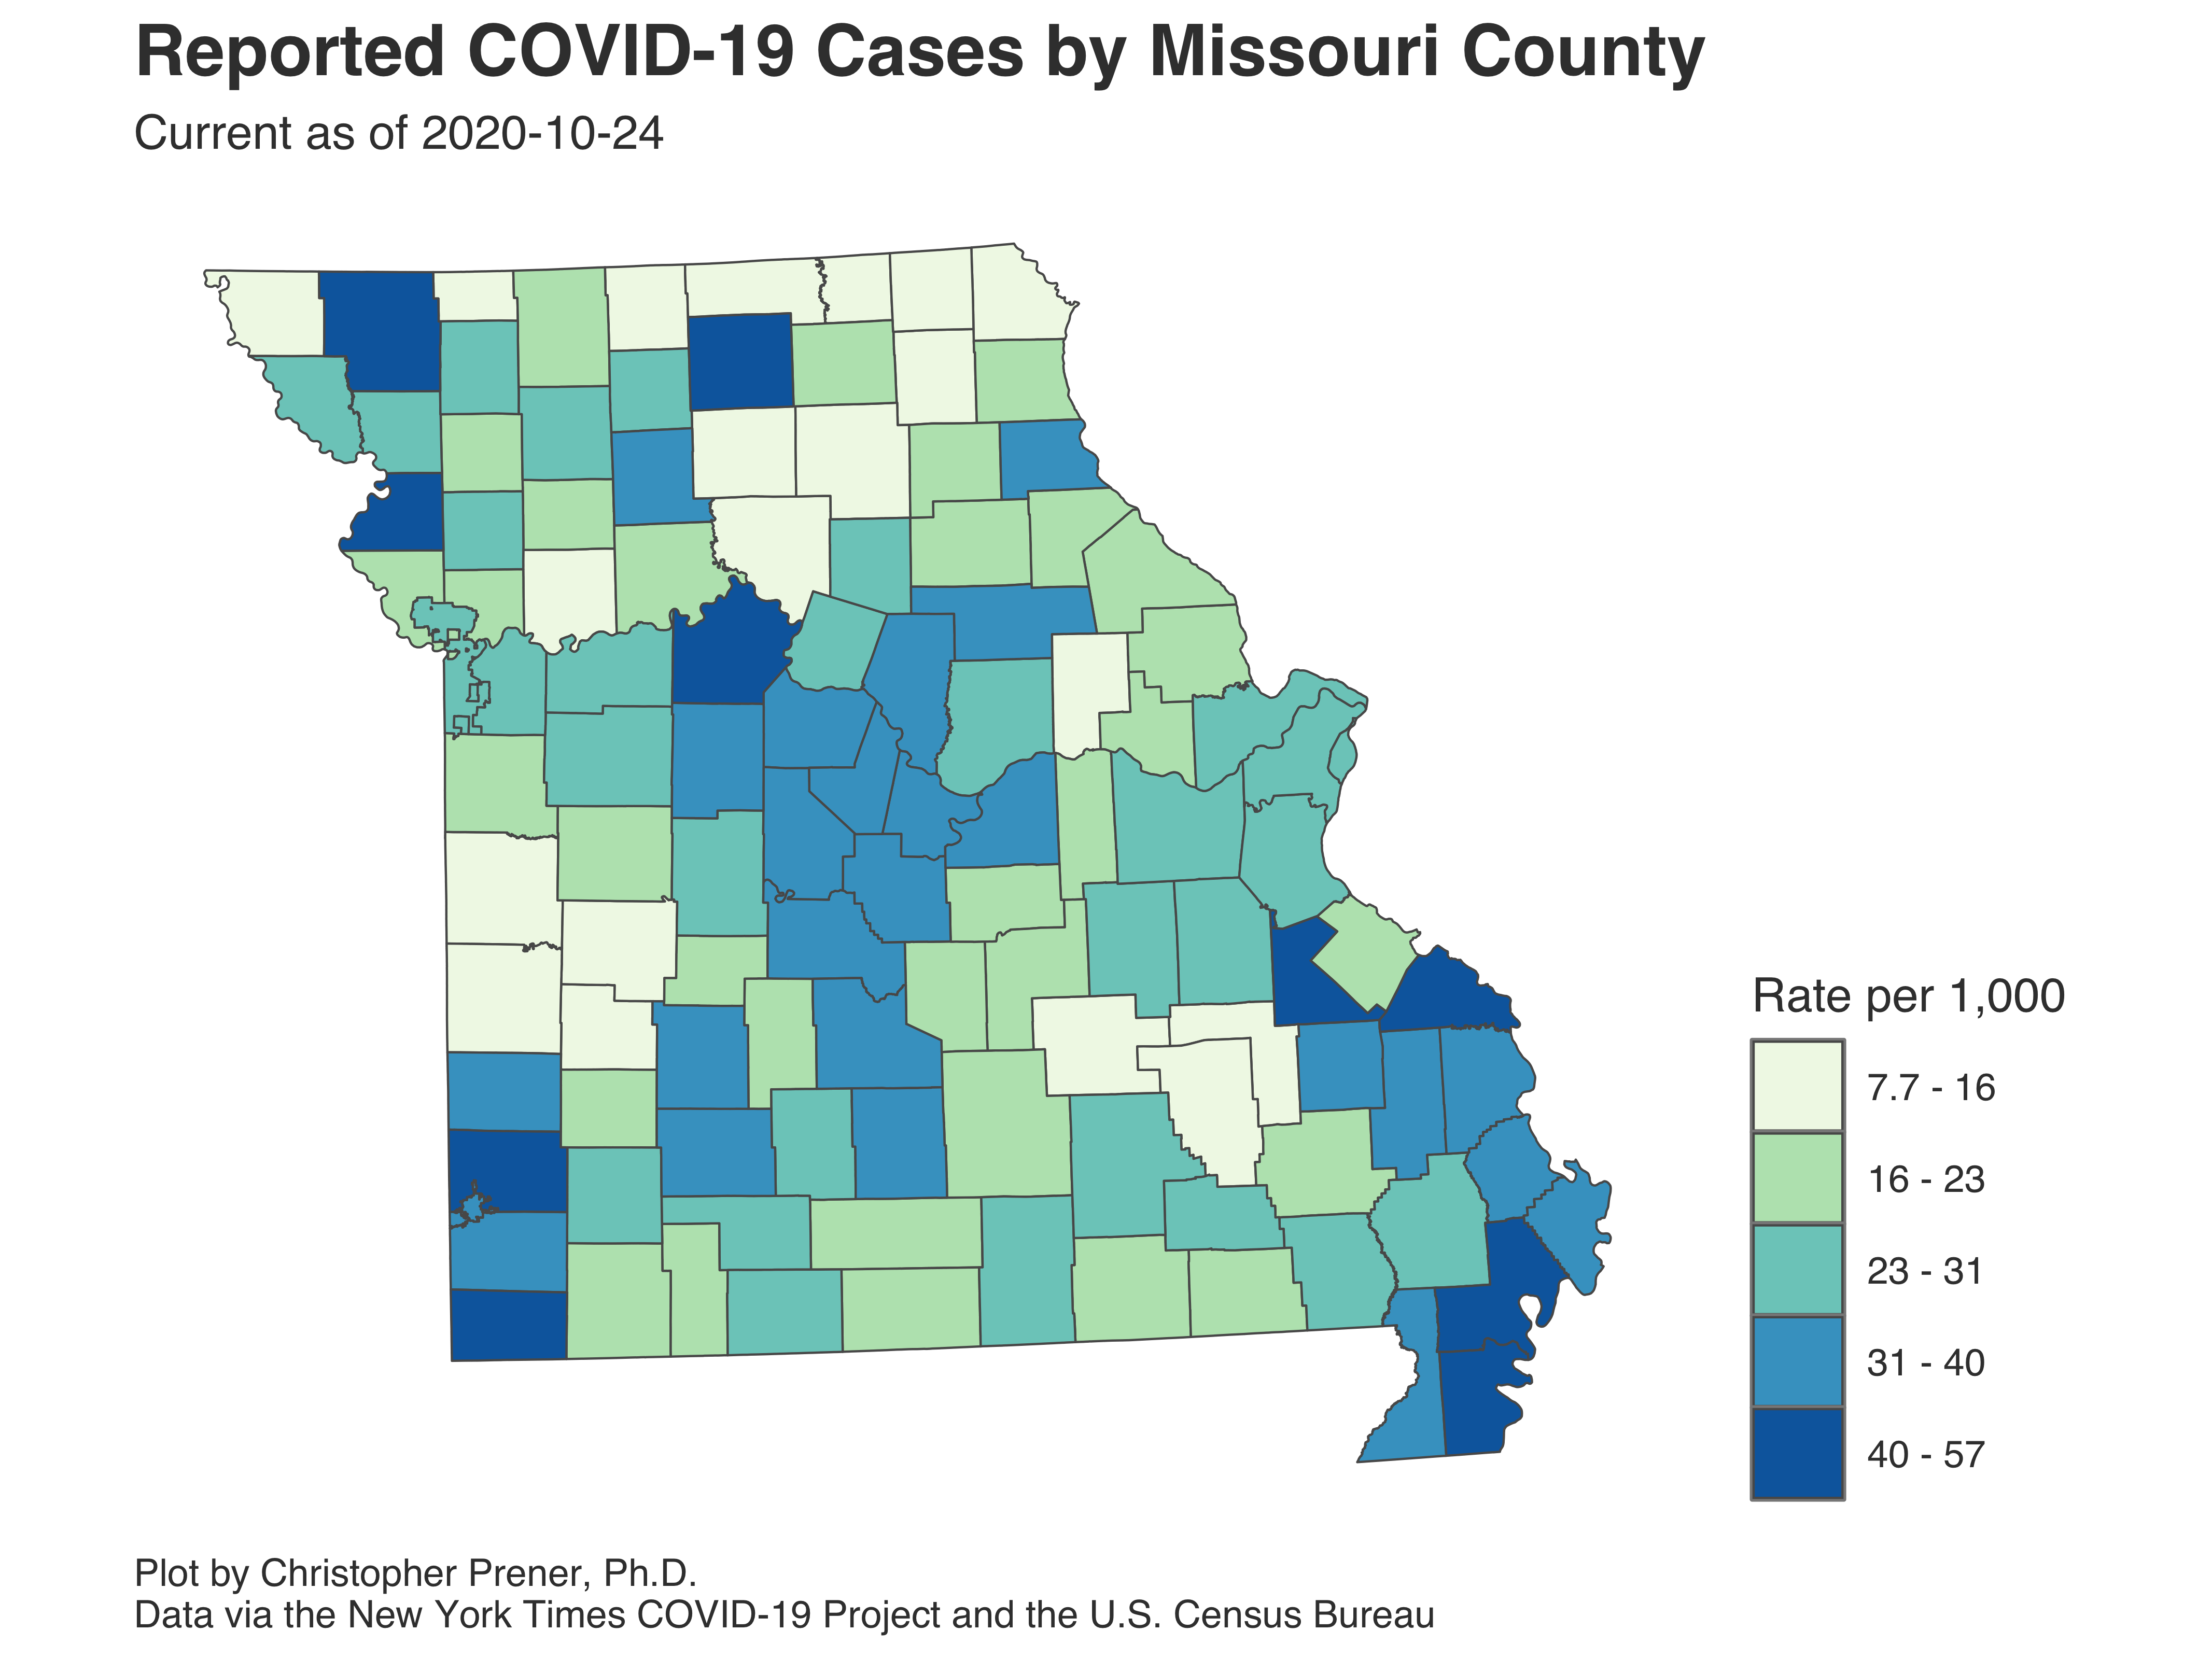 Reported COVID-19 Cases by Missouri County
Current as of 2020-10-24
Rate per 1,000
7.7 - 16
16 - 23
23 - 31
31 - 40
40 - 57
Plot by Christopher Prener, Ph.D.
Data via the New York Times COVID-19 Project and the U.S. Census Bureau